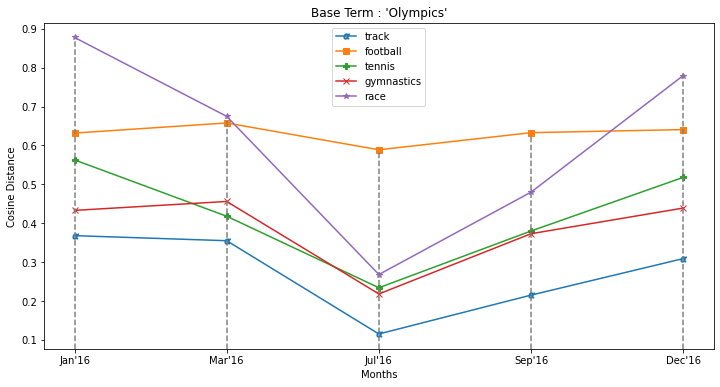 Base Term : 'Olympics'
track
football
tennis
gymnastics
race
Cosine Distance
0.9
0.8
0.7
0.6
0.5
0.4
0.3
0.2
0.1
Jan'16 Mar'16 Jul'16 Sep'16 Dec'16
Months